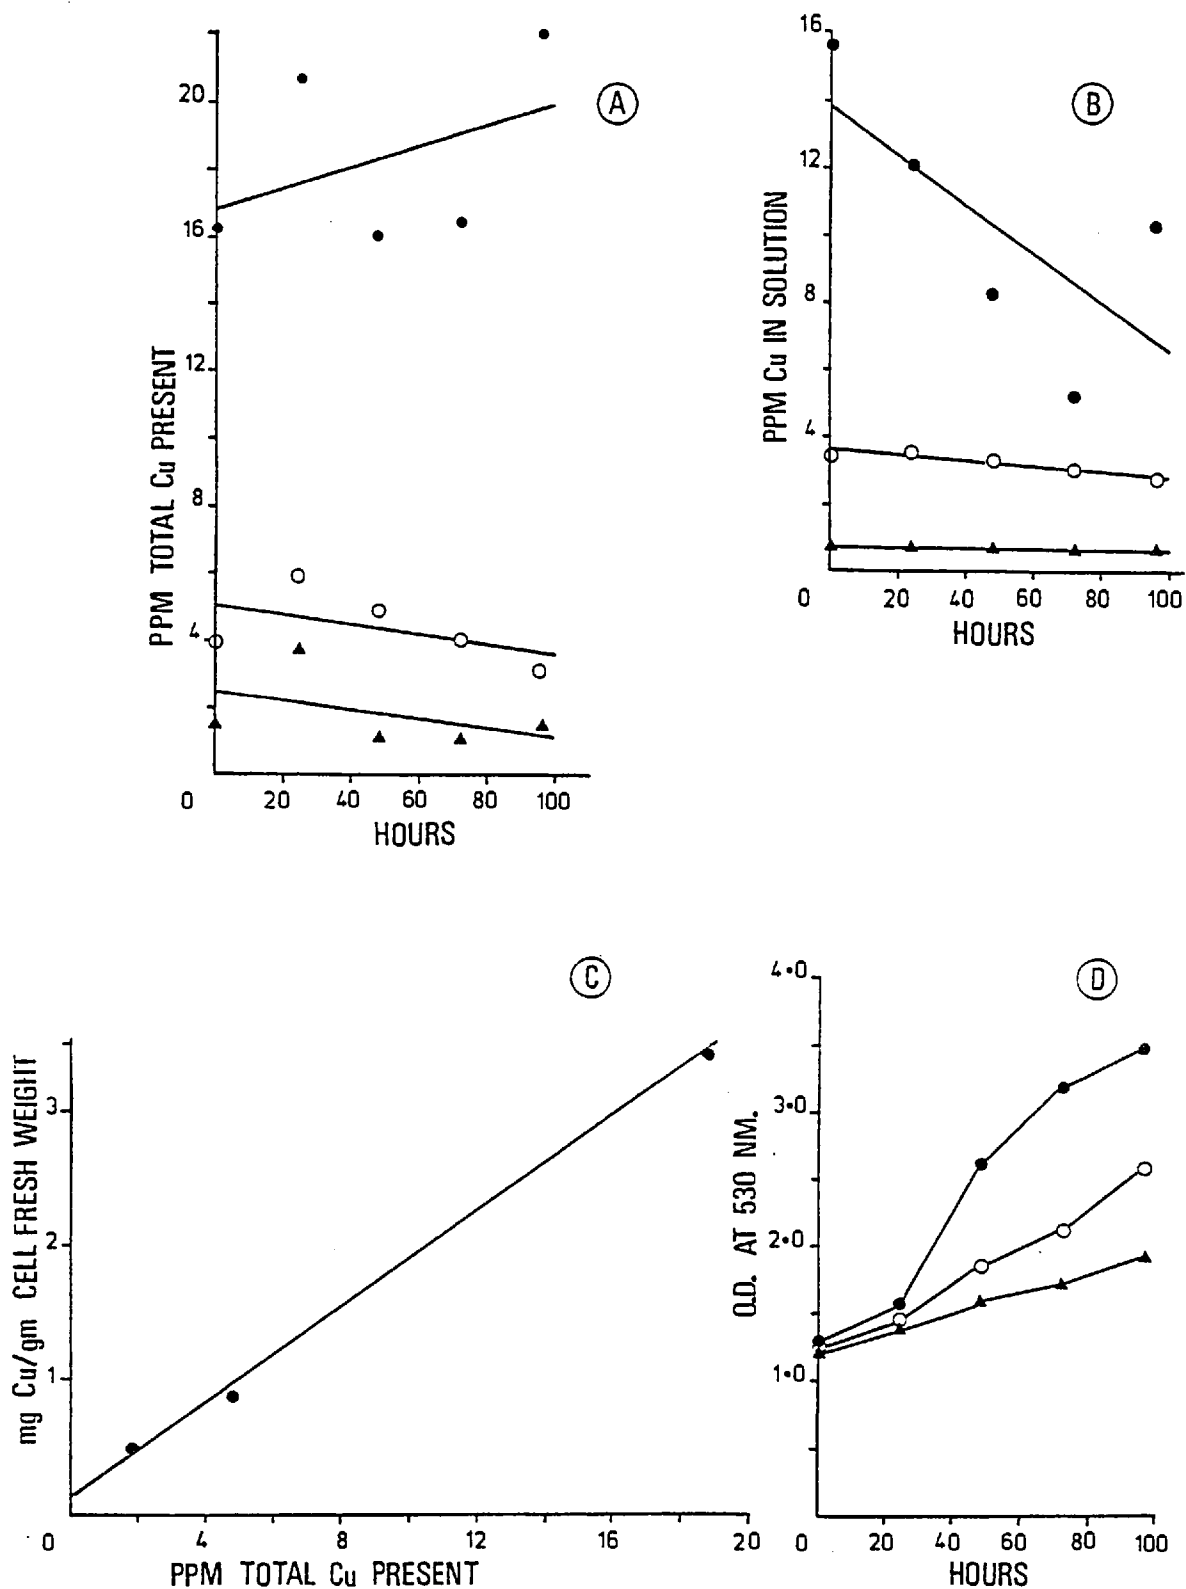 A
20
16
12
8
4
0 20 40 60 80 100
HOURS
PPM TOTAL Cu PRESENT
B
16
12
8
4
0 20 40 60 80 100
HOURS
PPM Cu IN SOLUTION
C
3
2
1
0 4 8 12 16 20
PPM TOTAL Cu PRESENT
mg Cu/gm CELL FRESH WEIGHT
D
4·0
3·0
2·0
1·0
0 20 40 60 80 100
HOURS
O.D. AT 530 NM.